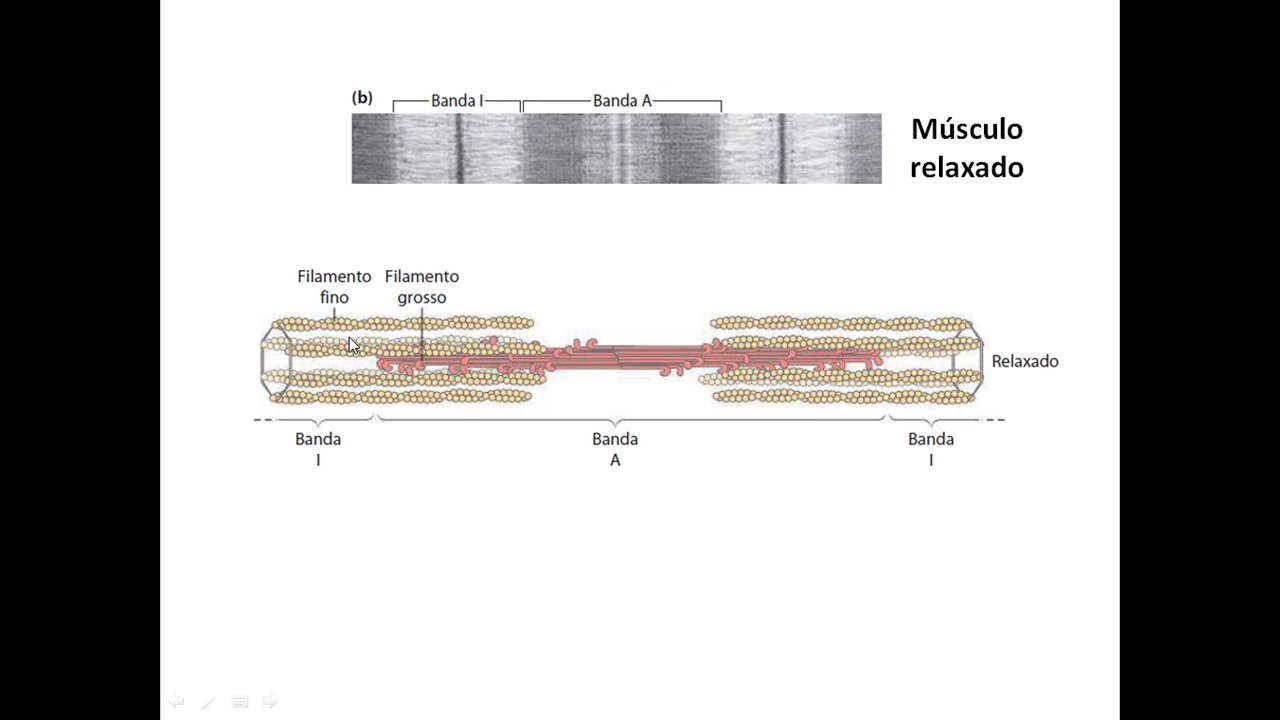 (b)
Banda I
Banda A
Músculo
relaxado
Filamento
fino
Filamento
grosso
Relaxado
Banda
I
Banda
A
Banda
I